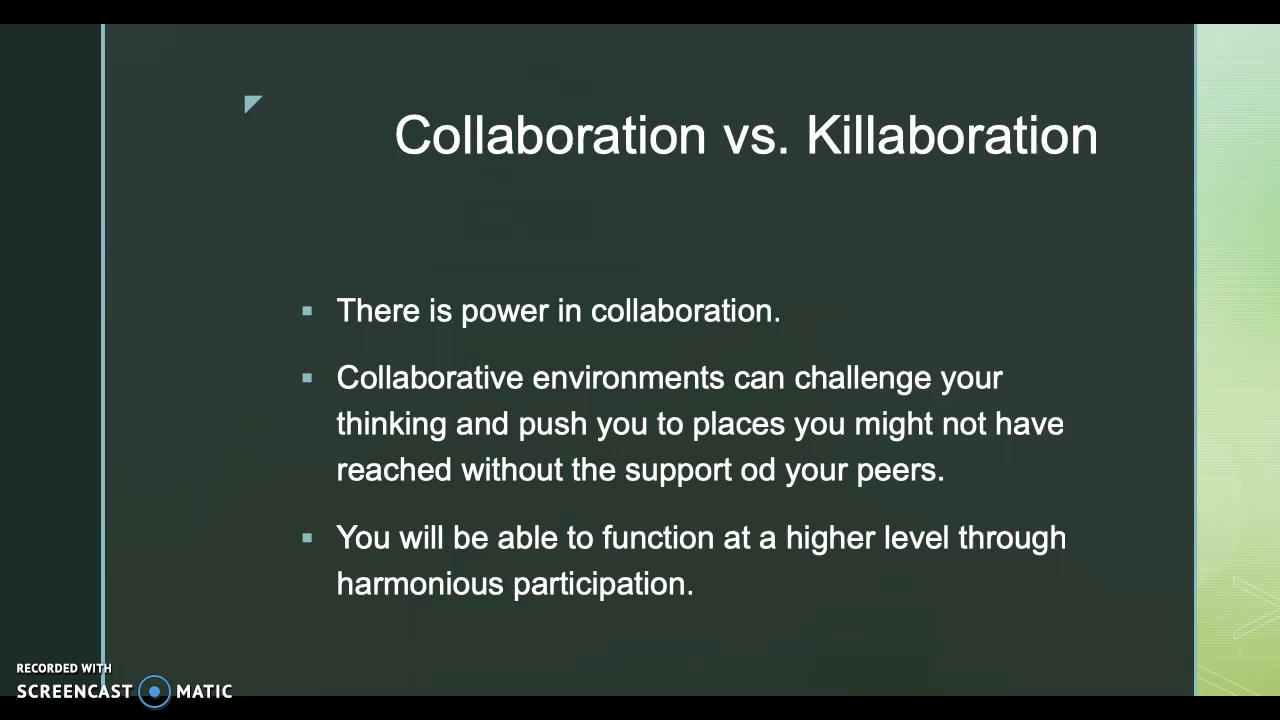 Collaboration vs. Killaboration
There is power in collaboration.
Collaborative environments can challenge your
thinking and push you to places you might not have
reached without the support od your peers.
You will be able to function at a higher level through
harmonious participation.
RECORDED WITH
SCREENCAST MATIC